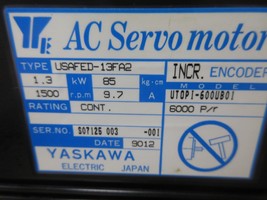 AC Servo motor
TYPE USAFED-13FA2 INCR. ENCODER
1.3 kW 85 kg·cm MODEL
1500 r.p.m 9.7 A UTOPI-600UB01
RATING CONT. 6000 P/r
SER.NO. S07125 003 -001
DATE 9012
YASKAWA
ELECTRIC JAPAN